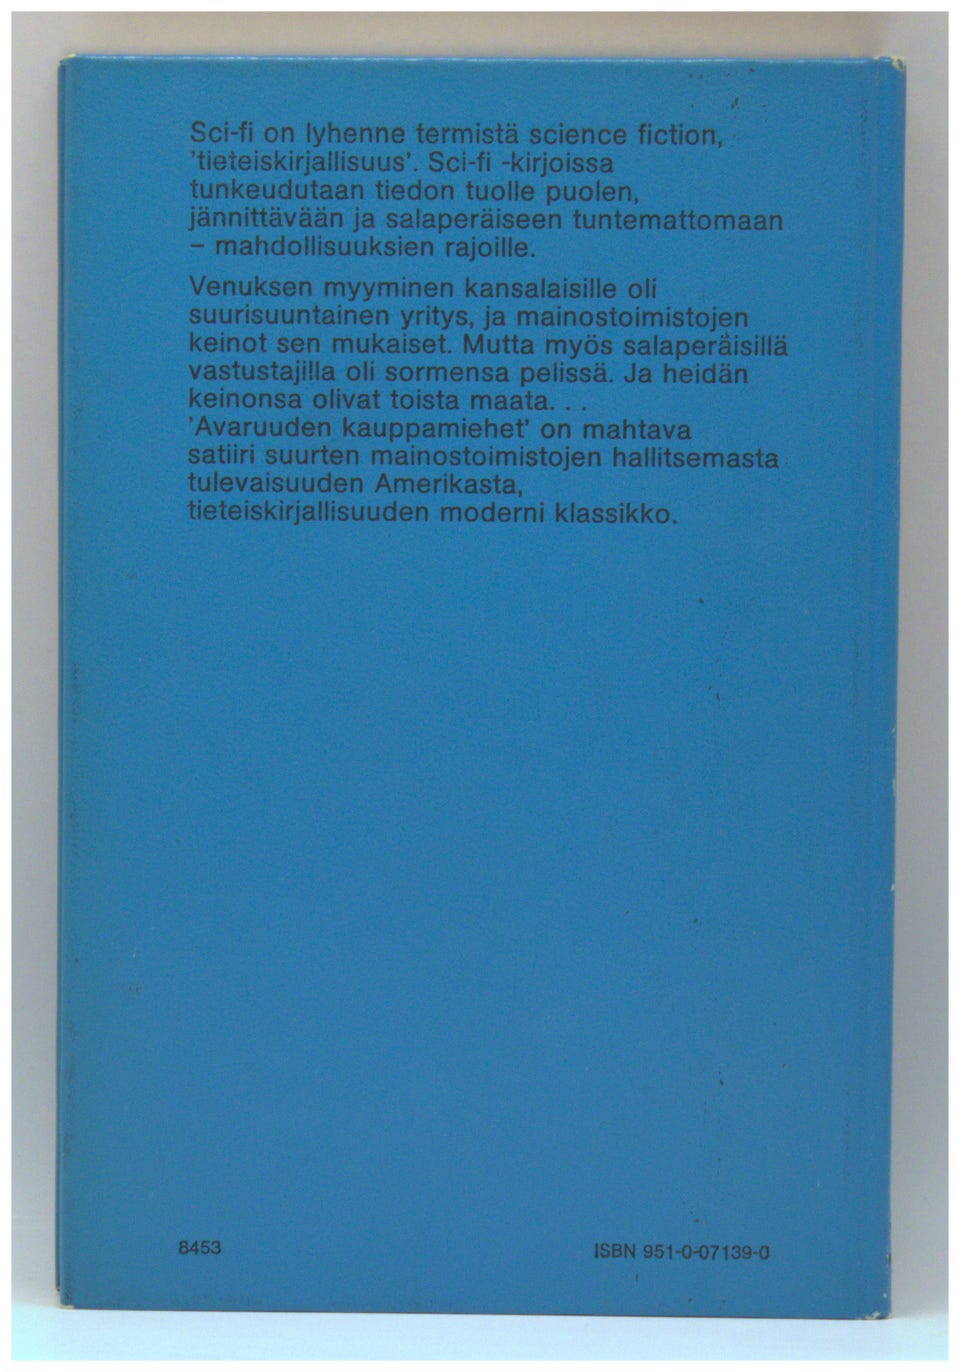 Sci-fi on lyhenne termistä science fiction,
'tieteiskirjallisuus'. Sci-fi -kirjoissa
tunkeudutaan tiedon tuolle puolen,
jännittävään ja salaperäiseen tuntemattomaan
– mahdollisuuksien rajoille.
Venuksen myyminen kansalaisille oli
suurisuuntainen yritys, ja mainostoimistojen
keinot sen mukaiset. Mutta myös salaperäisillä
vastustajilla oli sormensa pelissä. Ja heidän
keinonsa olivat toista maata. . .
'Avaruuden kauppamiehet' on mahtava
satiiri suurten mainostoimistojen hallitsemasta
tulevaisuuden Amerikasta,
tieteiskirjallisuuden moderni klassikko.
8453
ISBN 951-0-07139-0